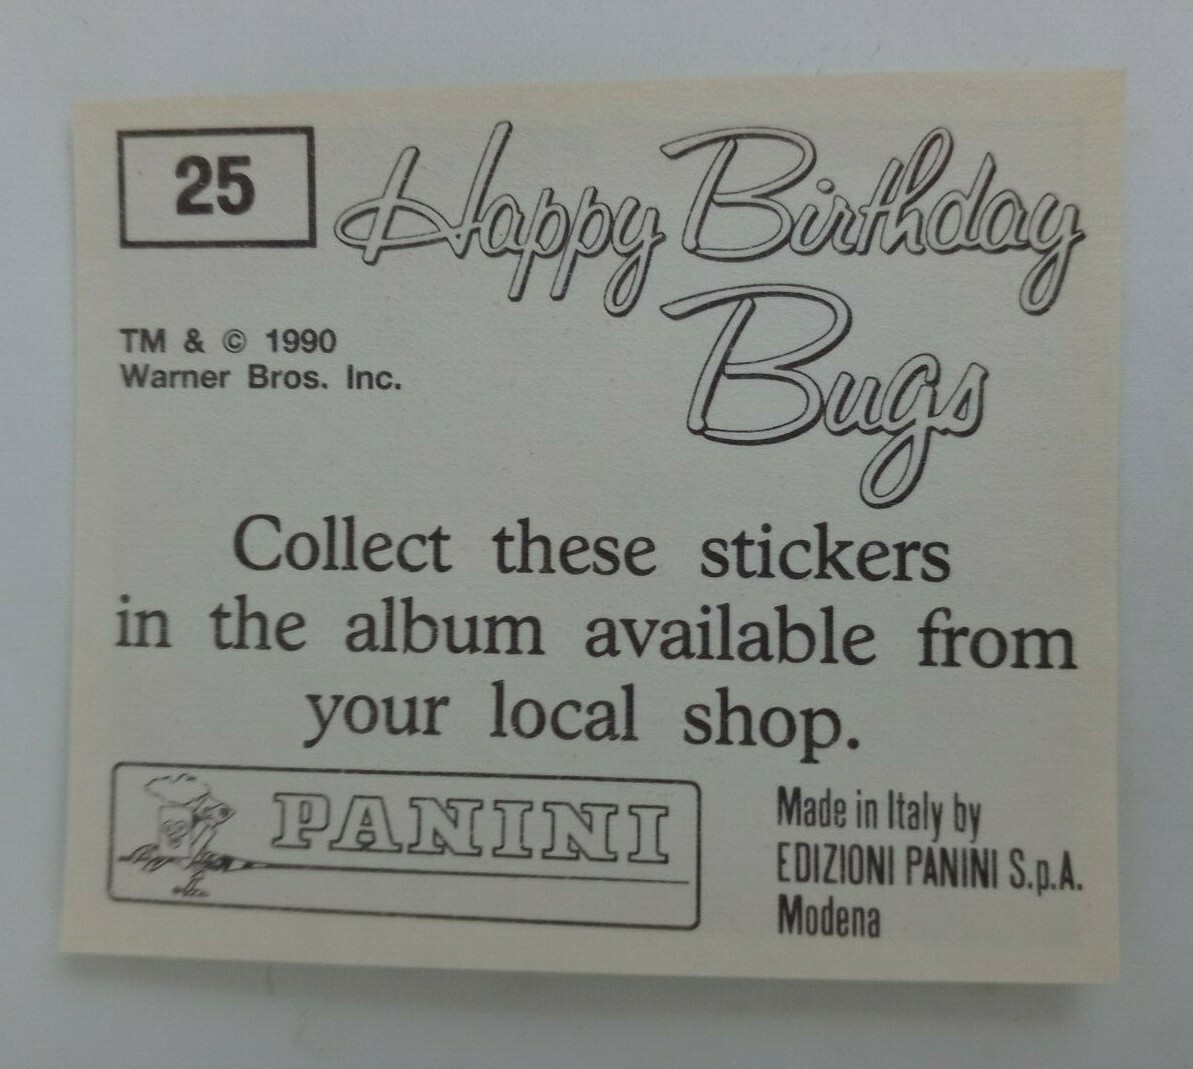 25
Happy Birthday
Bugs
TM & © 1990
Warner Bros. Inc.
Collect these stickers
in the album available from
your local shop.
PANINI
Made in Italy by
EDIZIONI PANINI S.p.A.
Modena